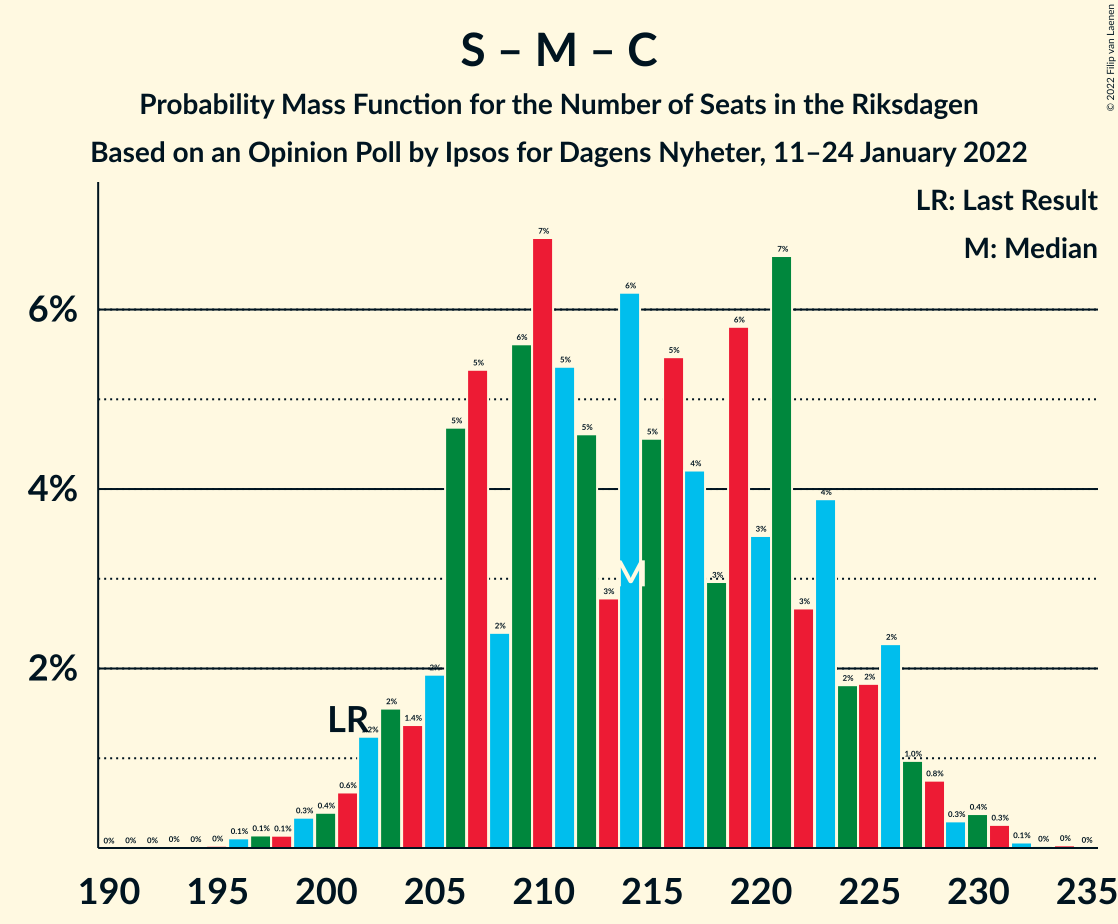 S – M – C
Probability Mass Function for the Number of Seats in the Riksdagen
Based on an Opinion Poll by Ipsos for Dagens Nyheter, 11–24 January 2022
© 2022 Filip van Laenen
LR: Last Result
M: Median
6%
4%
2%
0% 0% 0% 0% 0% 0% 0.1% 0.1% 0.1% 0.3% 0.4% 0.6% 2% 1.4% 2% 5% 5% 2% 6% 7% 5% 5% 3% 6% 5% 5% 4% 3% 6% 3% 7% 3% 4% 2% 2% 2% 1.0% 0.8% 0.3% 0.4% 0.3% 0.1% 0% 0% 0%
LR
M
190 195 200 205 210 215 220 225 230 235